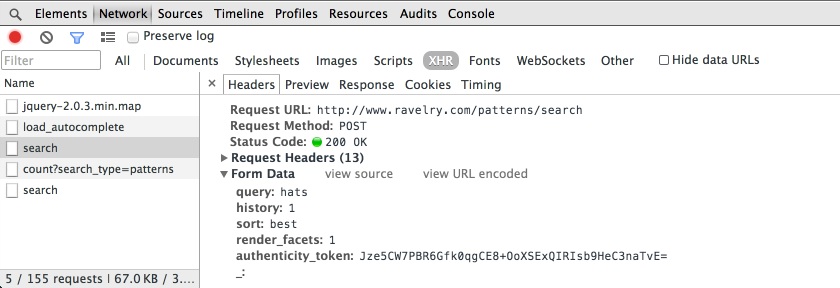 Elements Network Sources Timeline Profiles Resources Audits Console
Preserve log
Filter All Documents Stylesheets Images Scripts XHR Fonts WebSockets Other Hide data URLs
Name × Headers Preview Response Cookies Timing
jquery-2.0.3.min.map
load_autocomplete
search
count?search_type=patterns
search
Request URL: http://www.ravelry.com/patterns/search
Request Method: POST
Status Code: 200 OK
Request Headers (13)
Form Data view source view URL encoded
query: hats
history: 1
sort: best
render_facets: 1
authenticity_token: Jze5CW7PBR6Gfk0qgCE8+OoXSExQIRIsb9HeC3naTvE=
_:
5 / 155 requests | 67.0 KB / 3....